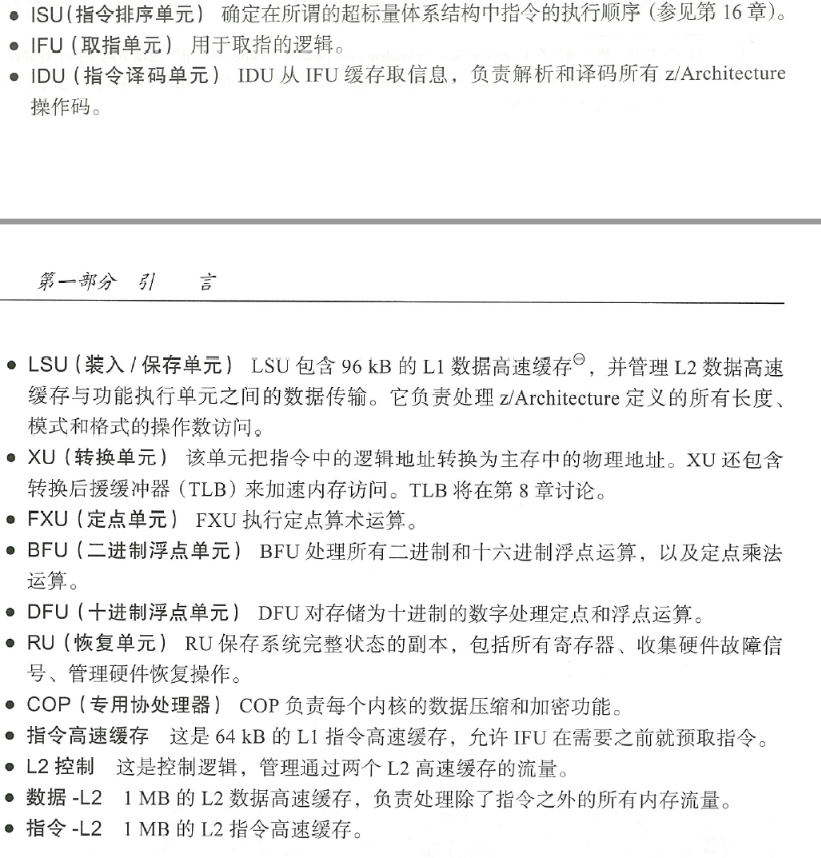 ● ISU(指令排序单元) 确定在所谓的超标量体系结构中指令的执行顺序(参见第 16 章)。
● IFU(取指单元) 用于取指的逻辑。
● IDU(指令译码单元) IDU 从 IFU 缓存取信息，负责解析和译码所有 z/Architecture
操作码。
第一部分 引 言
● LSU(装入/保存单元) LSU 包含 96 kB 的 L1 数据高速缓存㊀，并管理 L2 数据高速
缓存与功能执行单元之间的数据传输。它负责处理 z/Architecture 定义的所有长度、
模式和格式的操作数访问。
● XU(转换单元) 该单元把指令中的逻辑地址转换为主存中的物理地址。XU 还包含
转换后援缓冲器(TLB)来加速内存访问。TLB 将在第 8 章讨论。
● FXU(定点单元) FXU 执行定点算术运算。
● BFU(二进制浮点单元) BFU 处理所有二进制和十六进制浮点运算，以及定点乘法
运算。
● DFU(十进制浮点单元) DFU 对存储为十进制的数字处理定点和浮点运算。
● RU(恢复单元) RU 保存系统完整状态的副本，包括所有寄存器、收集硬件故障信
号、管理硬件恢复操作。
● COP(专用协处理器) COP 负责每个内核的数据压缩和加密功能。
● 指令高速缓存 这是 64 kB 的 L1 指令高速缓存，允许 IFU 在需要之前就预取指令。
● L2 控制 这是控制逻辑，管理通过两个 L2 高速缓存的流量。
● 数据-L2 1 MB 的 L2 数据高速缓存，负责处理除了指令之外的所有内存流量。
● 指令-L2 1 MB 的 L2 指令高速缓存。